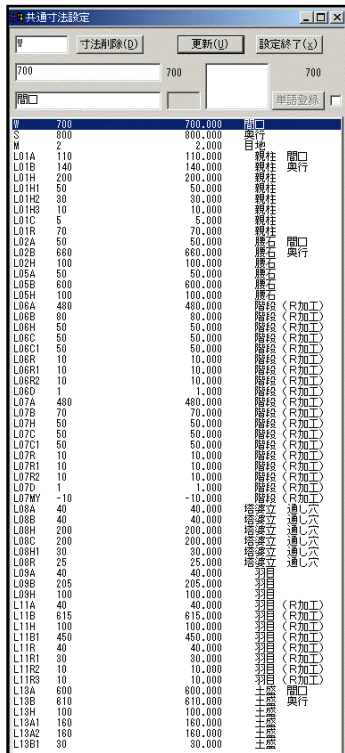 共通寸法設定
W 寸法削除(D) 更新(U) 設定終了(x)
700 700 700
間口 単語登録
W 700 700.000 間口
S 800 800.000 奥行
M 2 2.000 目地
L01A 110 110.000 親柱 間口
L01B 140 140.000 親柱 奥行
L01H 200 200.000 親柱
L01H1 50 50.000 親柱
L01H2 30 30.000 親柱
L01H3 10 10.000 親柱
L01C 5 5.000 親柱
L01R 70 70.000 親柱
L02A 50 50.000 腰石 間口
L02B 660 660.000 腰石 奥行
L02H 100 100.000 腰石
L05A 50 50.000 腰石
L05B 600 600.000 腰石
L05H 100 100.000 腰石
L06A 480 480.000 階段(R加工)
L06B 80 80.000 階段(R加工)
L06H 50 50.000 階段(R加工)
L06C 50 50.000 階段(R加工)
L06C1 50 50.000 階段(R加工)
L06R 10 10.000 階段(R加工)
L06R1 10 10.000 階段(R加工)
L06R2 10 10.000 階段(R加工)
L06D 1 1.000 階段(R加工)
L07A 480 480.000 階段(R加工)
L07B 70 70.000 階段(R加工)
L07H 50 50.000 階段(R加工)
L07C 50 50.000 階段(R加工)
L07C1 50 50.000 階段(R加工)
L07R 10 10.000 階段(R加工)
L07R1 10 10.000 階段(R加工)
L07R2 10 10.000 階段(R加工)
L07D 1 1.000 階段(R加工)
L07MY -10 -10.000 階段(R加工)
L08A 40 40.000 塔婆立 通し穴
L08B 40 40.000 塔婆立 通し穴
L08H 200 200.000 塔婆立 通し穴
L08C 200 200.000 塔婆立 通し穴
L08H1 30 30.000 塔婆立 通し穴
L08R 25 25.000 塔婆立 通し穴
L09A 40 40.000 羽目
L09B 205 205.000 羽目
L09H 100 100.000 羽目
L11A 40 40.000 羽目(R加工)
L11B 615 615.000 羽目(R加工)
L11H 100 100.000 羽目(R加工)
L11B1 450 450.000 羽目(R加工)
L11R 40 40.000 羽目(R加工)
L11R1 30 30.000 羽目(R加工)
L11R2 10 10.000 羽目(R加工)
L11R3 10 10.000 羽目(R加工)
L13A 600 600.000 土盛 間口
L13B 610 610.000 土盛 奥行
L13H 100 100.000 土盛
L13A1 160 160.000 土盛
L13A2 160 160.000 土盛
L13B1 30 30.000 土盛